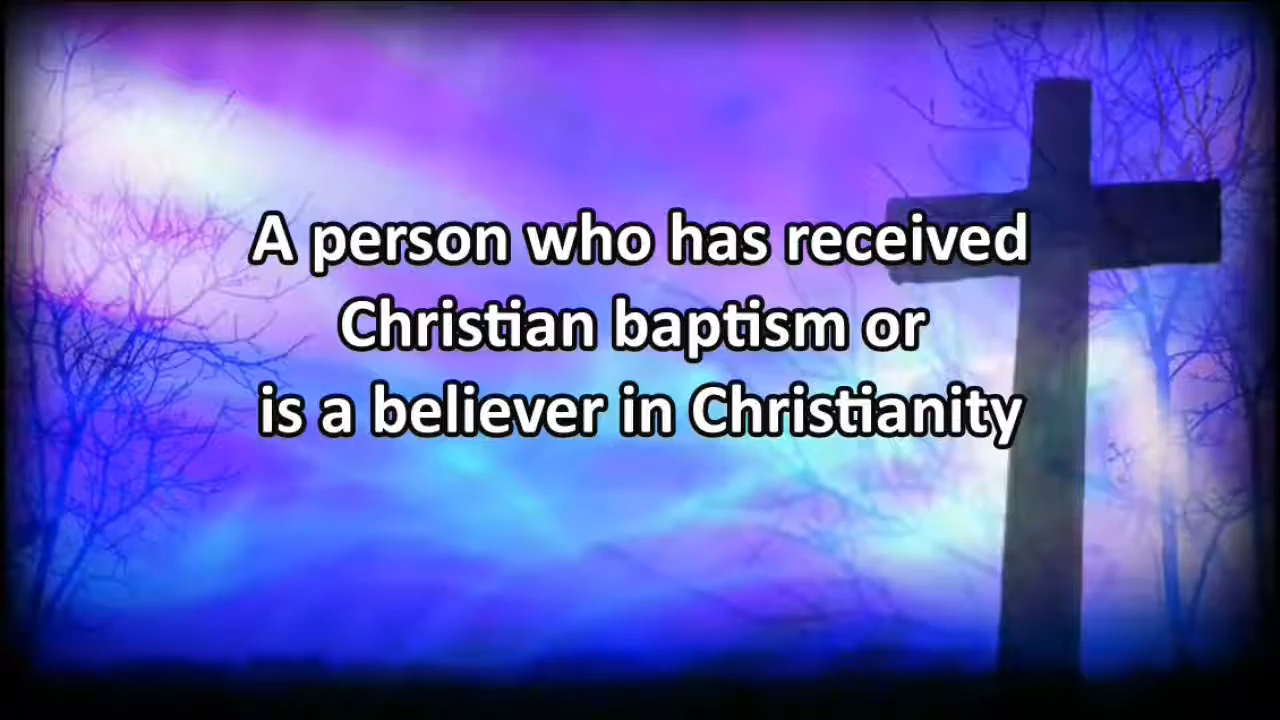 A person who has received
Christian baptism or
is a believer in Christianity